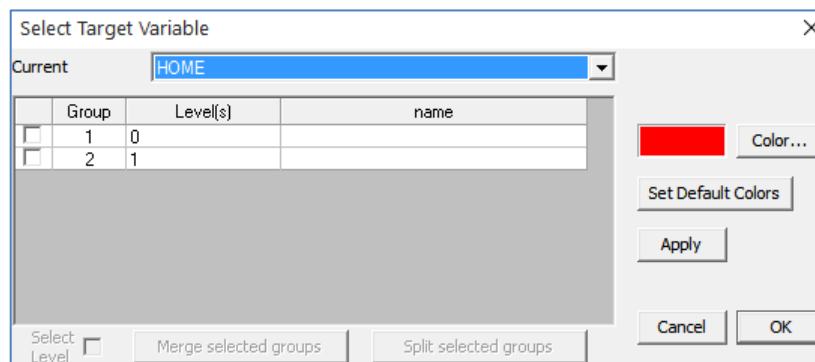 Select Target Variable
Current HOME
Group Level(s) name
1 0
2 1
Color...
Set Default Colors
Apply
Cancel OK
Select Level
Merge selected groups Split selected groups